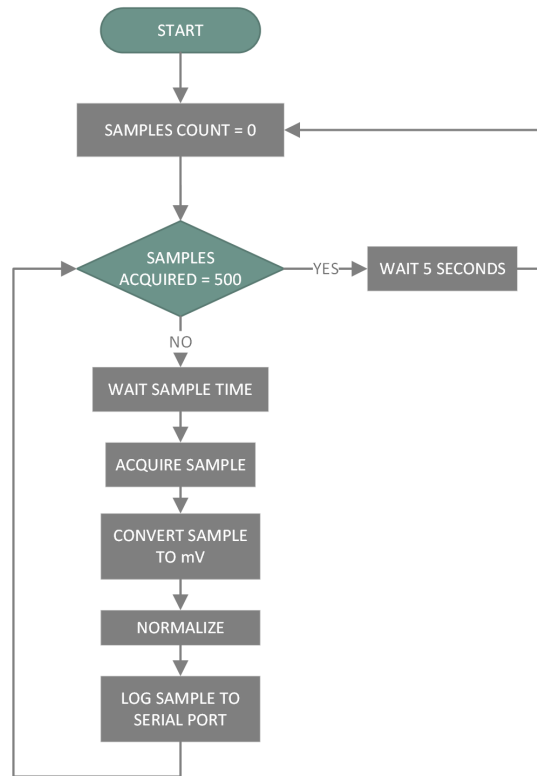 START
SAMPLES COUNT = 0
SAMPLES
ACQUIRED = 500
YES
WAIT 5 SECONDS
NO
WAIT SAMPLE TIME
ACQUIRE SAMPLE
CONVERT SAMPLE
TO mV
NORMALIZE
LOG SAMPLE TO
SERIAL PORT